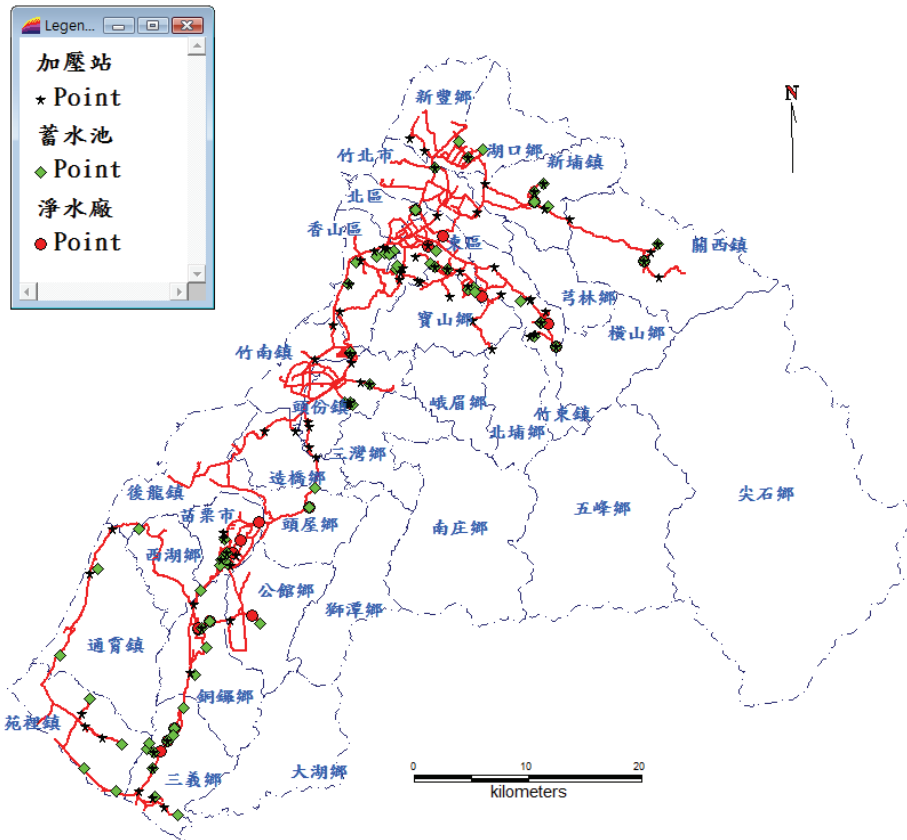 Legen...
加壓站
Point
蓄水池
Point
淨水廠
Point
N
新豐鄉
湖口鄉
竹北市
新埔鎮
北區
香山區
東區
關西鎮
芎林鄉
寶山鄉
橫山鄉
竹南鎮
頭份鎮
峨眉鄉
竹東鎮
北埔鄉
三灣鄉
造橋鄉
後龍鎮
尖石鄉
苗栗市
頭屋鄉
南庄鄉
五峰鄉
西湖鄉
公館鄉
獅潭鄉
通霄鎮
銅鑼鄉
苑裡鎮
三義鄉
大湖鄉
0 10 20
kilometers